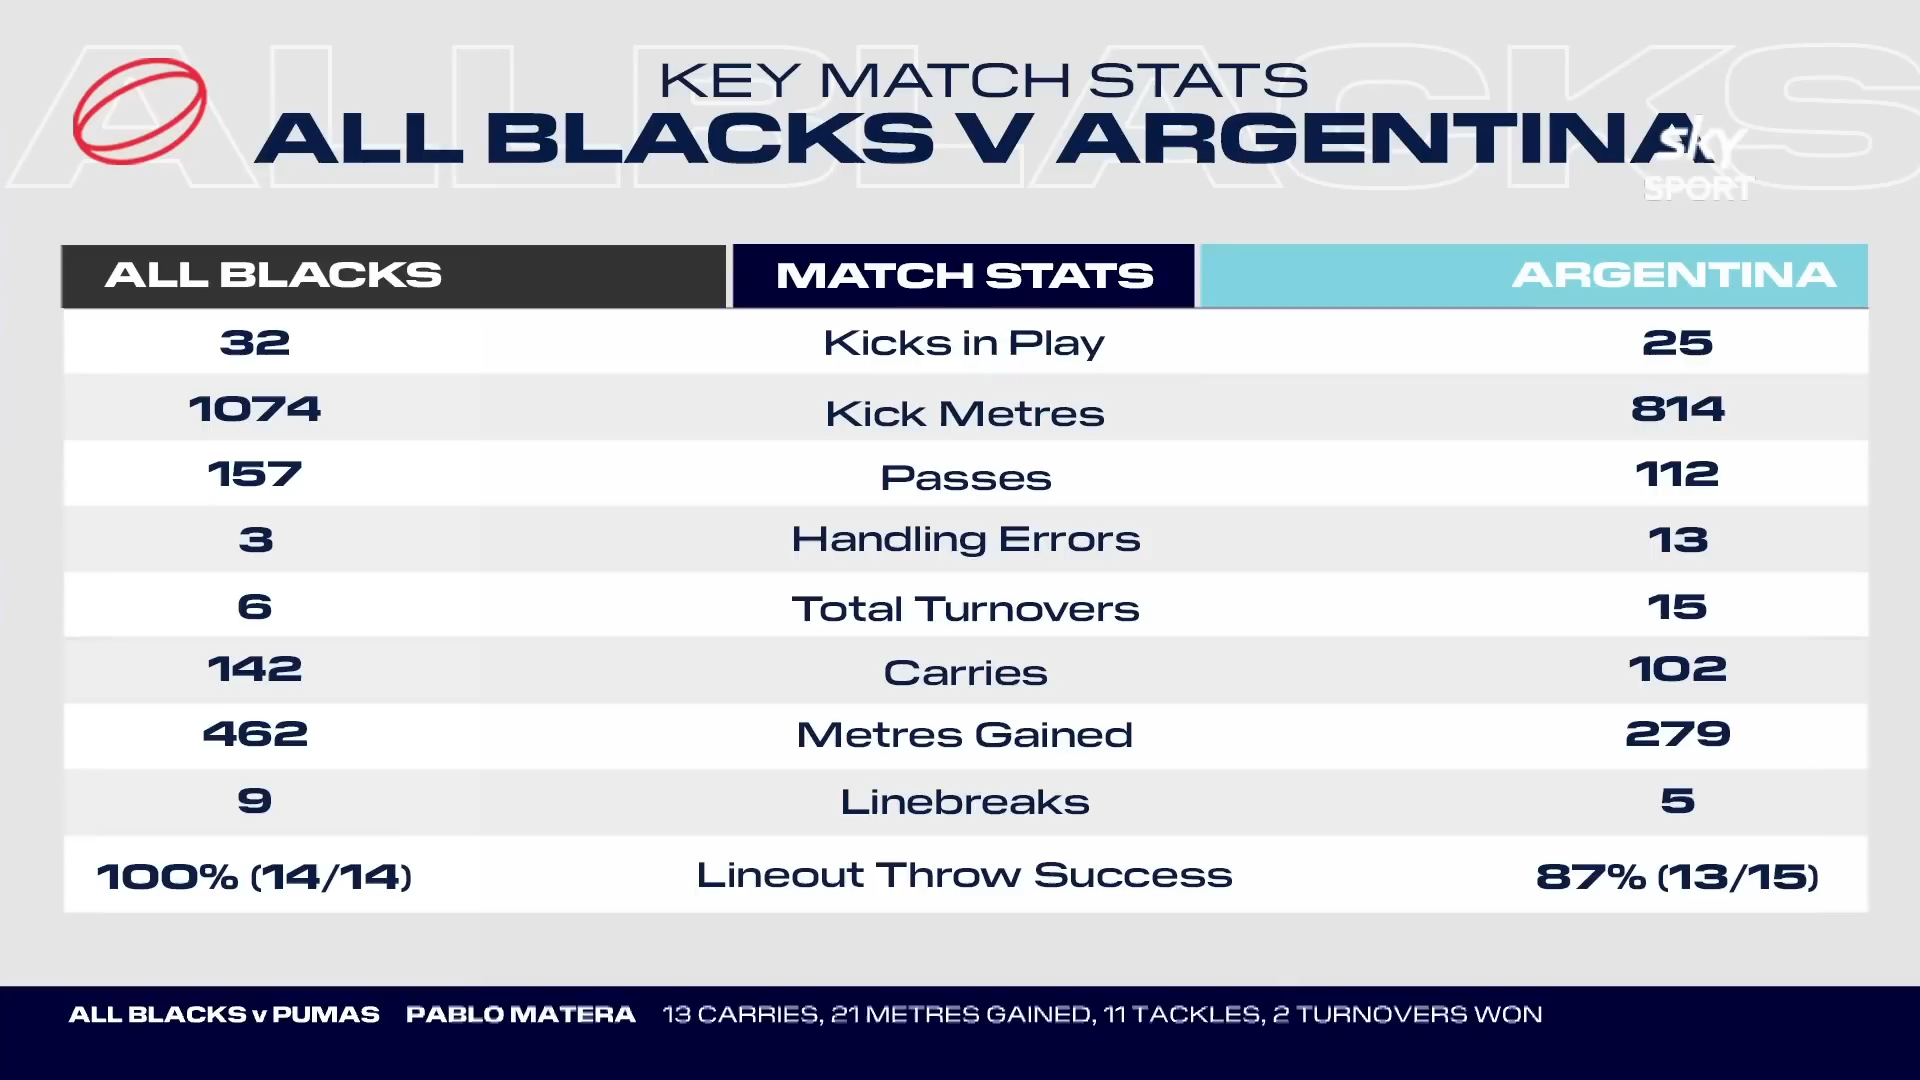 ALL BLACKS
KEY MATCH STATS
ALL BLACKS V ARGENTINA
SKY
SPORT
ALL BLACKS MATCH STATS ARGENTINA
32 Kicks in Play 25
1074 Kick Metres 814
157 Passes 112
3 Handling Errors 13
6 Total Turnovers 15
142 Carries 102
462 Metres Gained 279
9 Linebreaks 5
100% (14/14) Lineout Throw Success 87% (13/15)
ALL BLACKS v PUMAS PABLO MATERA 13 CARRIES, 21 METRES GAINED, 11 TACKLES, 2 TURNOVERS WON